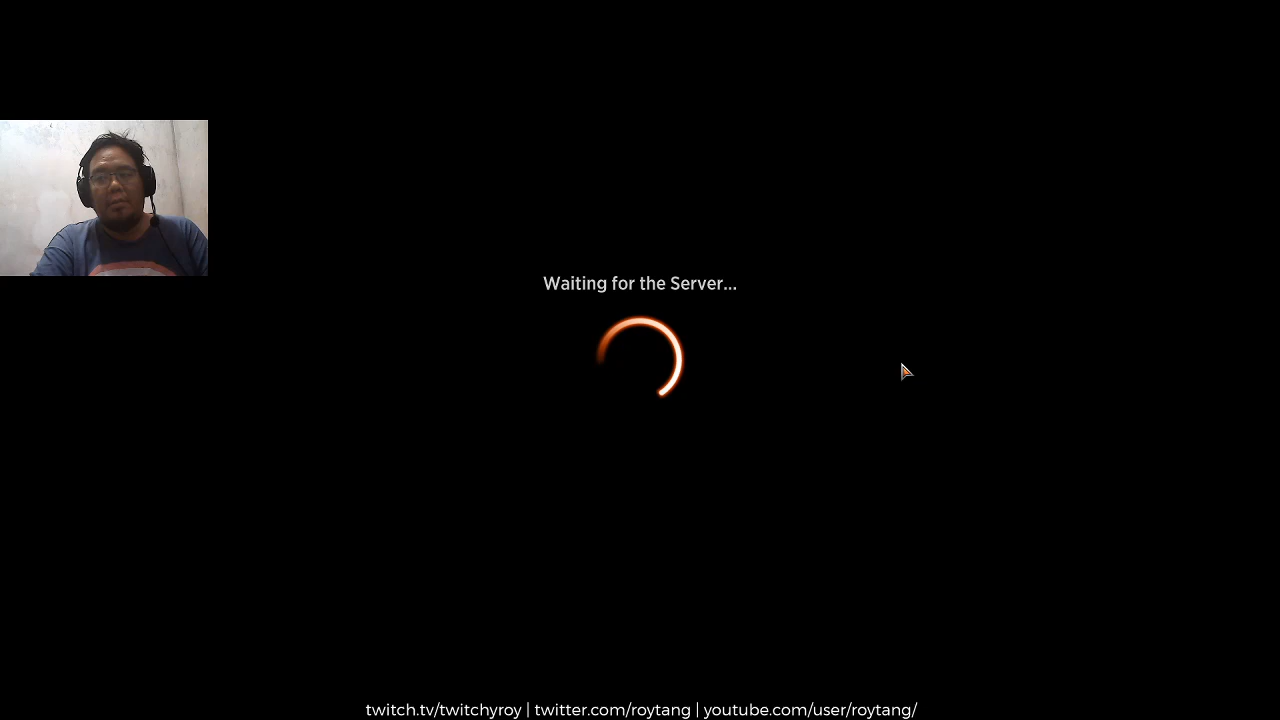 Waiting for the Server...
twitch.tv/twitchyroy | twitter.com/roytang | youtube.com/user/roytang/